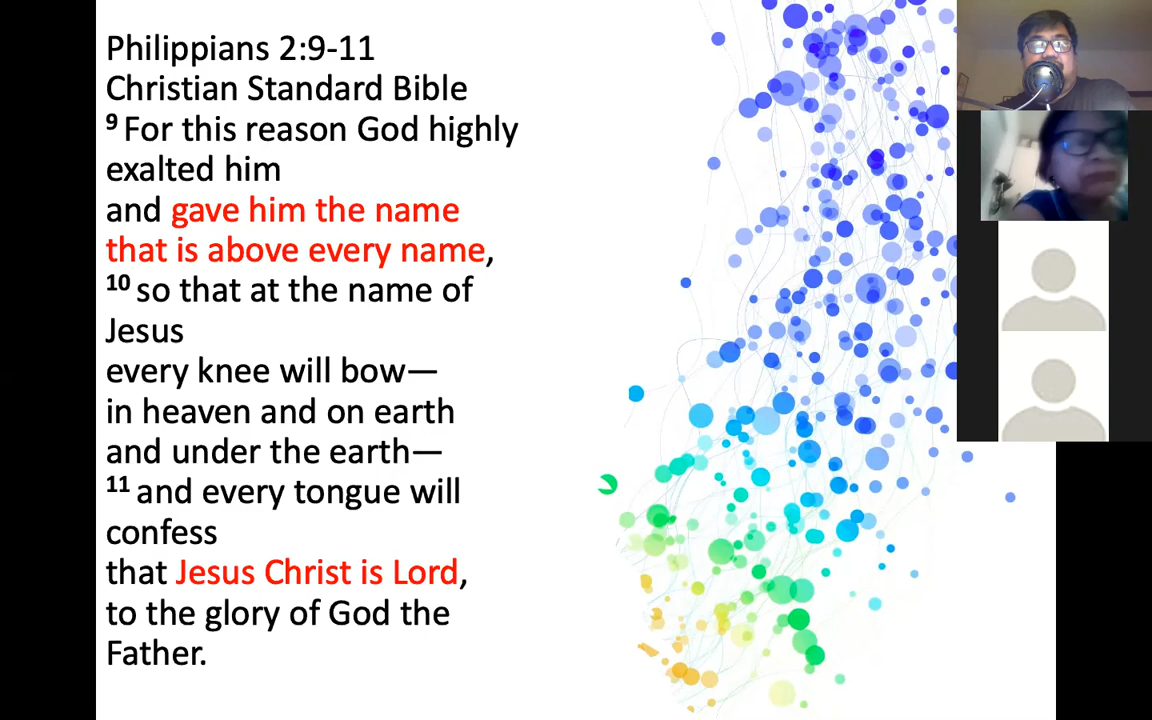 Philippians 2:9-11
Christian Standard Bible
9 For this reason God highly
exalted him
and gave him the name
that is above every name,
10 so that at the name of
Jesus
every knee will bow—
in heaven and on earth
and under the earth—
11 and every tongue will
confess
that Jesus Christ is Lord,
to the glory of God the
Father.